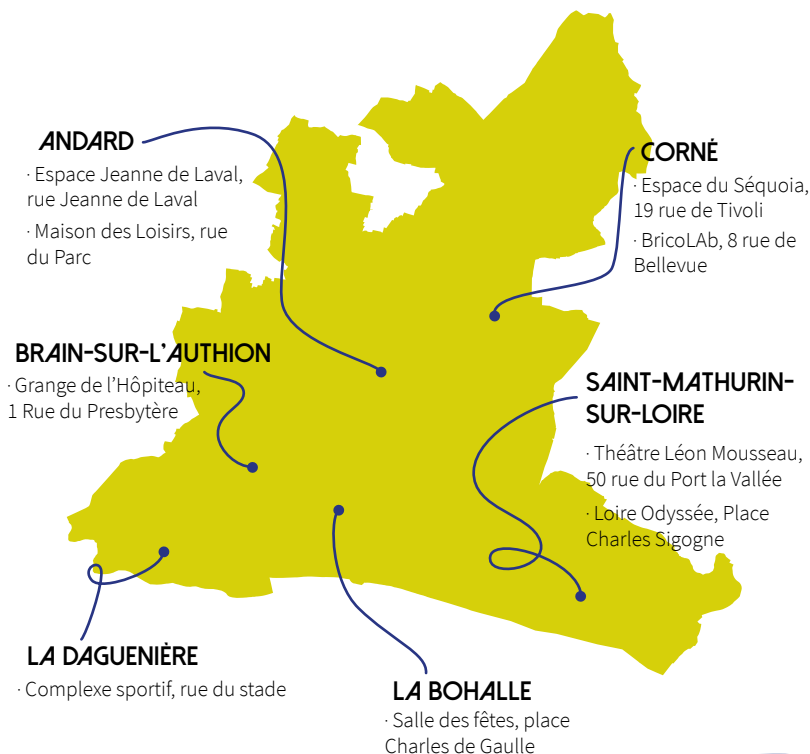 ANDARD
· Espace Jeanne de Laval,
rue Jeanne de Laval
· Maison des Loisirs, rue
du Parc
CORNÉ
· Espace du Séquoia,
19 rue de Tivoli
· BricoLAb, 8 rue de
Bellevue
BRAIN-SUR-L'AUTHION
· Grange de l’Hôpiteau,
1 Rue du Presbytère
SAINT-MATHURIN-
SUR-LOIRE
· Théâtre Léon Mousseau,
50 rue du Port la Vallée
· Loire Odyssée, Place
Charles Sigogne
LA DAGUENIÈRE
· Complexe sportif, rue du stade
LA BOHALLE
· Salle des fêtes, place
Charles de Gaulle